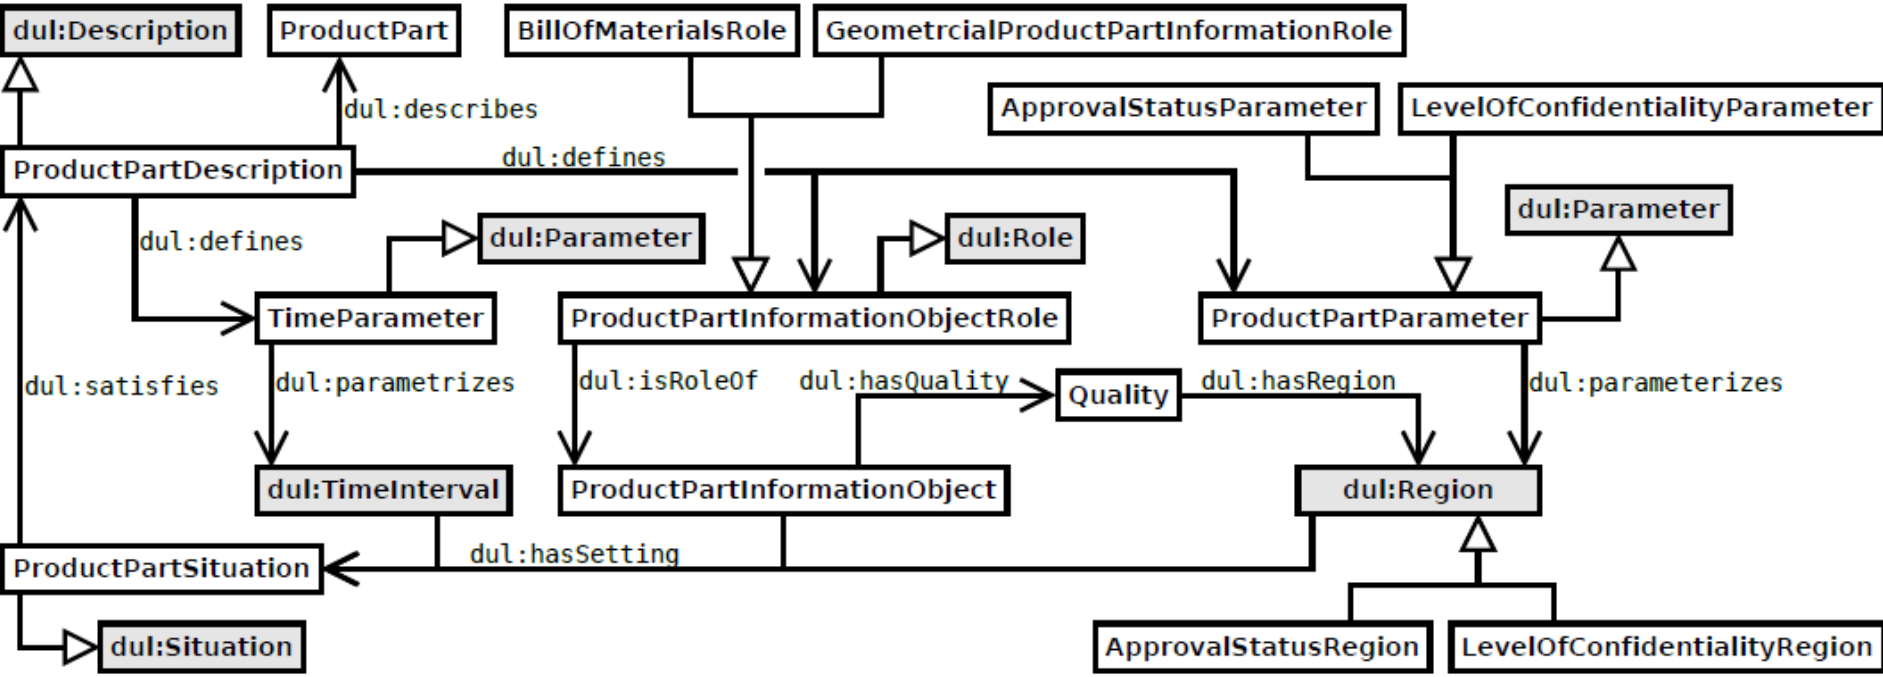 dul:Description
ProductPart
BillOfMaterialsRole
GeometrcialProductPartInformationRole
dul:describes
ApprovalStatusParameter
LevelOfConfidentialityParameter
dul:defines
ProductPartDescription
dul:Parameter
dul:defines
dul:Parameter
dul:Role
TimeParameter
ProductPartInformationObjectRole
ProductPartParameter
dul:satisfies
dul:parametrizes
dul:isRoleOf
dul:hasQuality
Quality
dul:hasRegion
dul:parameterizes
dul:TimeInterval
ProductPartInformationObject
dul:Region
dul:hasSetting
ProductPartSituation
dul:Situation
ApprovalStatusRegion
LevelOfConfidentialityRegion